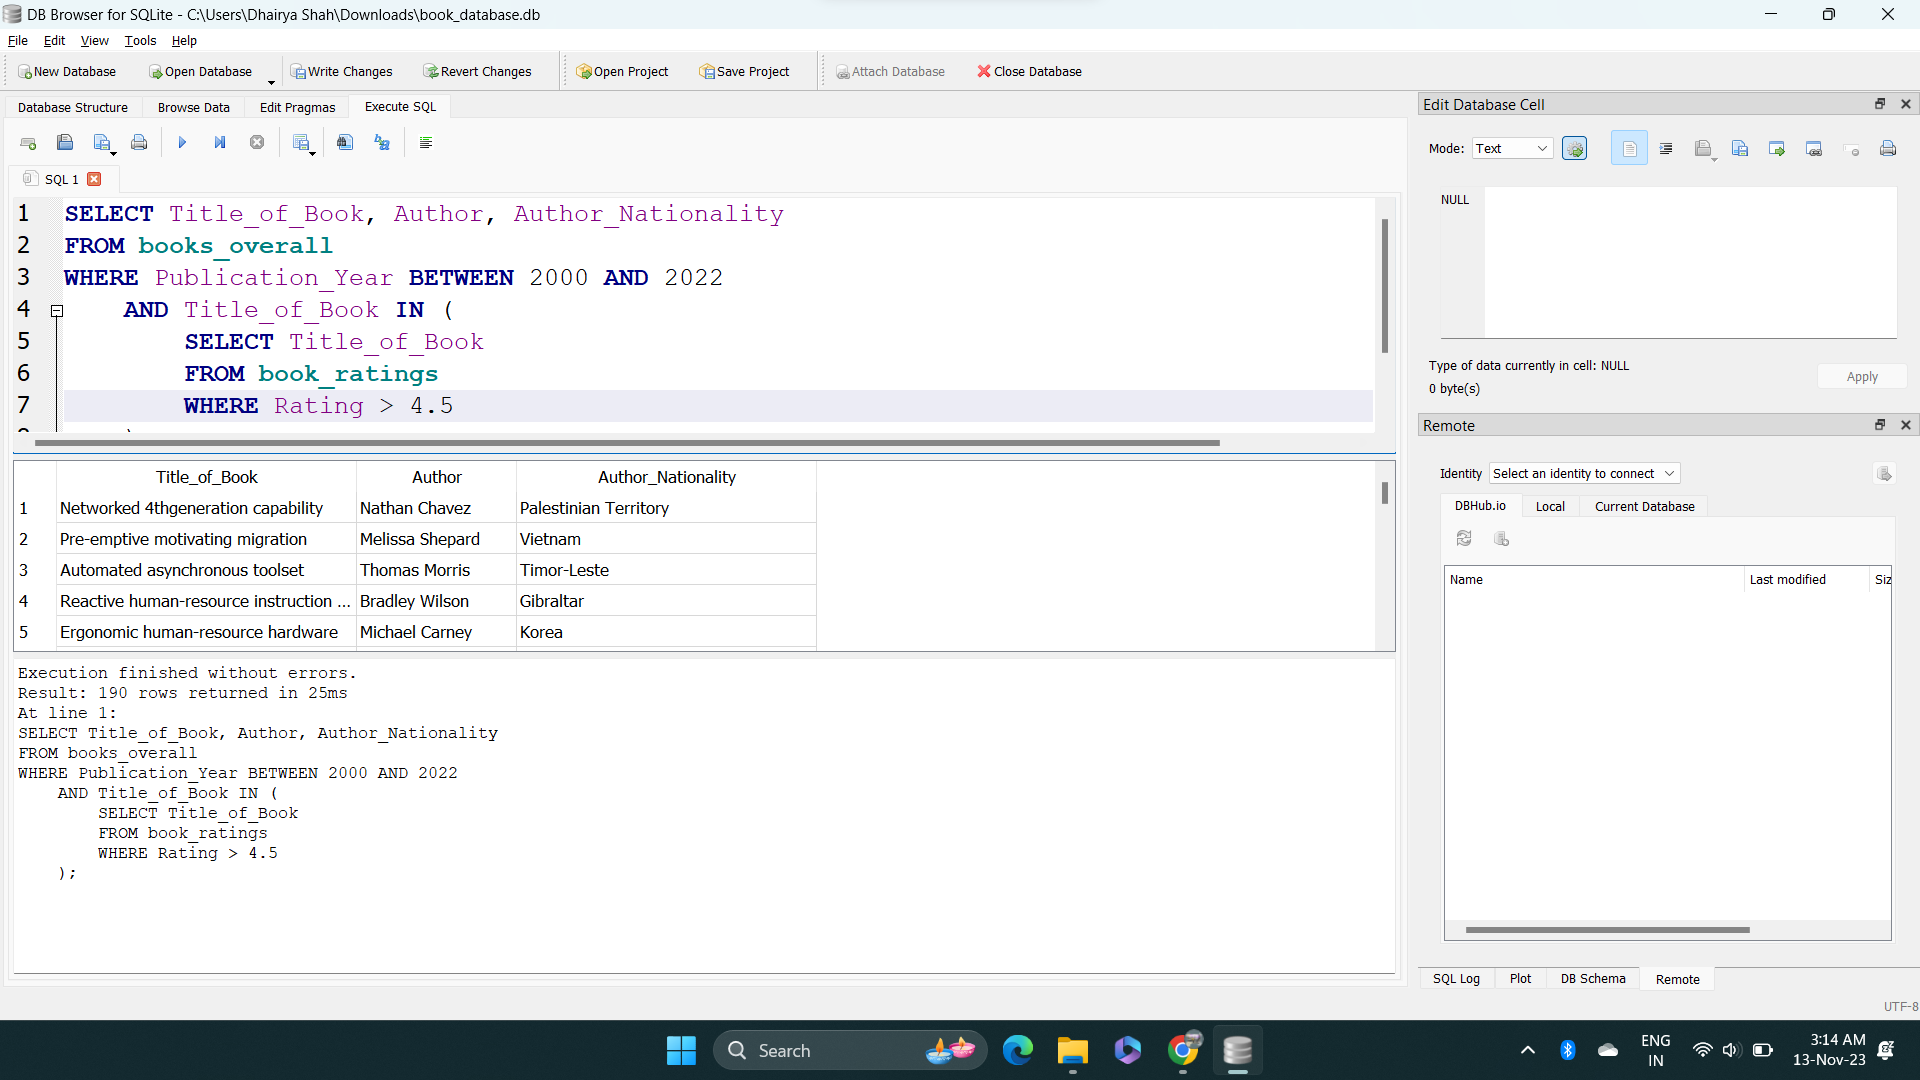 DB Browser for SQLite - C:\Users\Dhairya Shah\Downloads\book_database.db
File Edit View Tools Help
New Database Open Database Write Changes Revert Changes Open Project Save Project Attach Database Close Database
Database Structure Browse Data Edit Pragmas Execute SQL
SQL 1
1 SELECT Title_of_Book, Author, Author_Nationality
2 FROM books_overall
3 WHERE Publication_Year BETWEEN 2000 AND 2022
4 AND Title_of_Book IN (
5 SELECT Title_of_Book
6 FROM book_ratings
7 WHERE Rating > 4.5
Title_of_Book Author Author_Nationality
1 Networked 4thgeneration capability Nathan Chavez Palestinian Territory
2 Pre-emptive motivating migration Melissa Shepard Vietnam
3 Automated asynchronous toolset Thomas Morris Timor-Leste
4 Reactive human-resource instruction ... Bradley Wilson Gibraltar
5 Ergonomic human-resource hardware Michael Carney Korea
Execution finished without errors.
Result: 190 rows returned in 25ms
At line 1:
SELECT Title_of_Book, Author, Author_Nationality
FROM books_overall
WHERE Publication_Year BETWEEN 2000 AND 2022
AND Title_of_Book IN (
SELECT Title_of_Book
FROM book_ratings
WHERE Rating > 4.5
);
Edit Database Cell
Mode: Text
NULL
Type of data currently in cell: NULL
0 byte(s)
Apply
Remote
Identity Select an identity to connect
DBHub.io Local Current Database
Name Last modified Siz
SQL Log Plot DB Schema Remote
UTF-8
Search
ENG
IN
3:14 AM
13-Nov-23